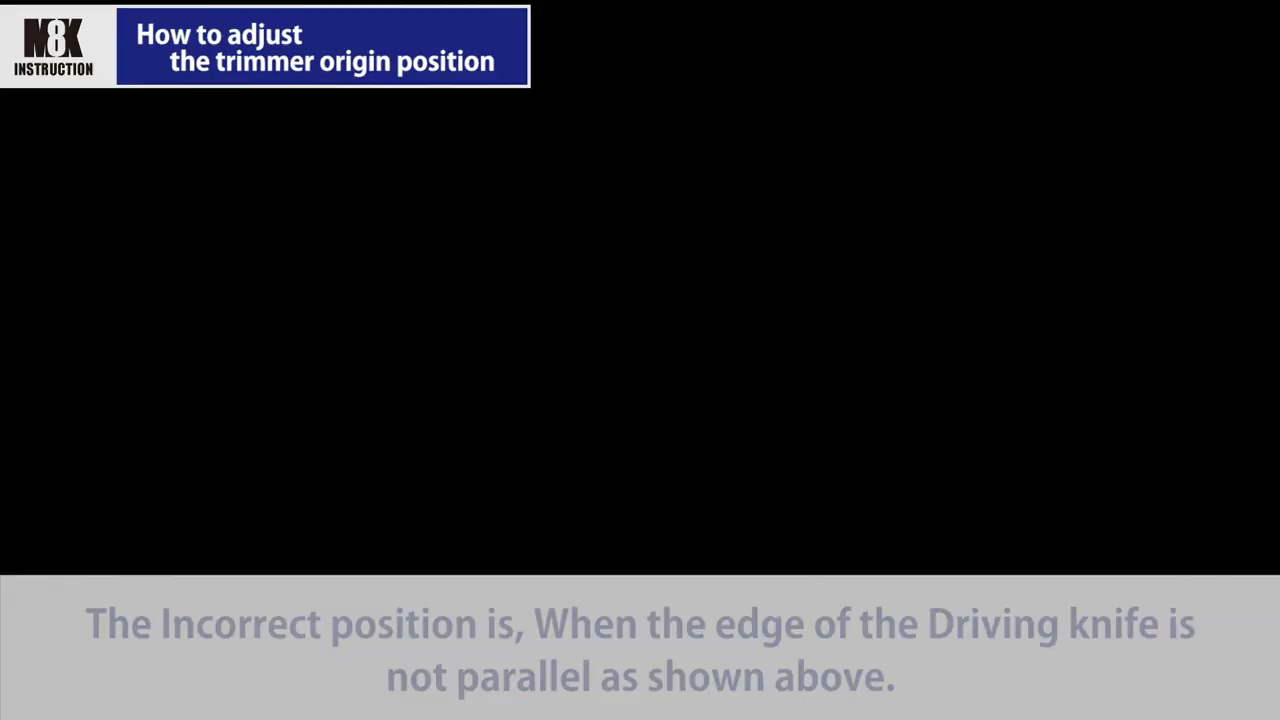 M8K
INSTRUCTION
How to adjust
the trimmer origin position
The Incorrect position is, When the edge of the Driving knife is
not parallel as shown above.